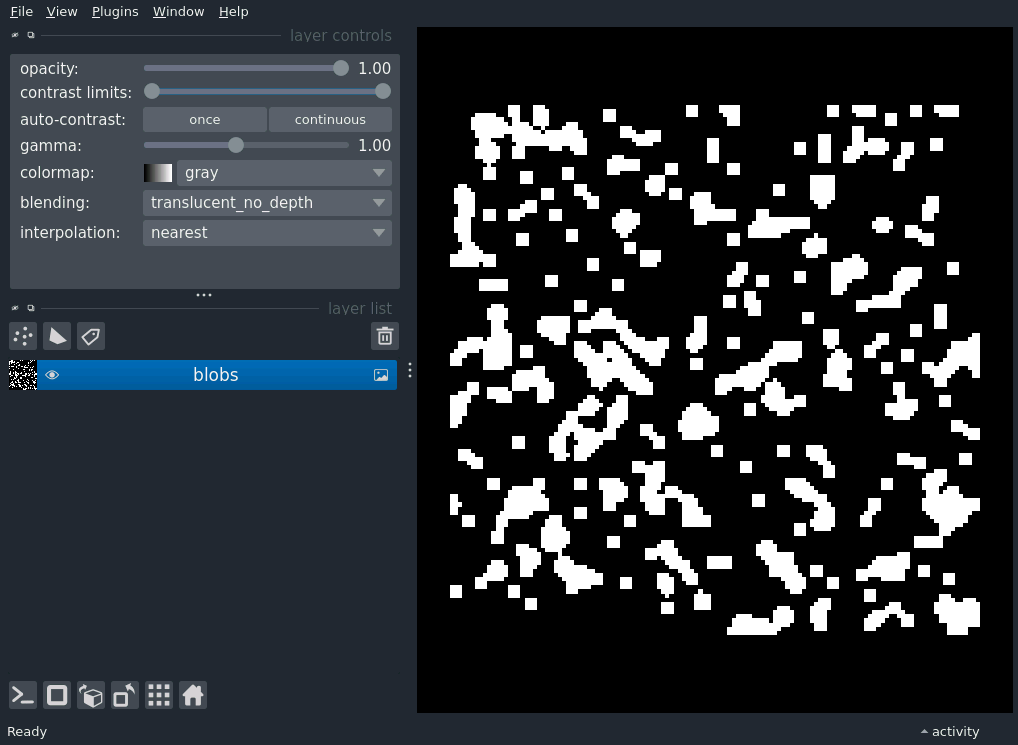 File View Plugins Window Help
layer controls
opacity: 1.00
contrast limits:
auto-contrast: once continuous
gamma: 1.00
colormap: gray
blending: translucent_no_depth
interpolation: nearest
layer list
blobs
Ready activity